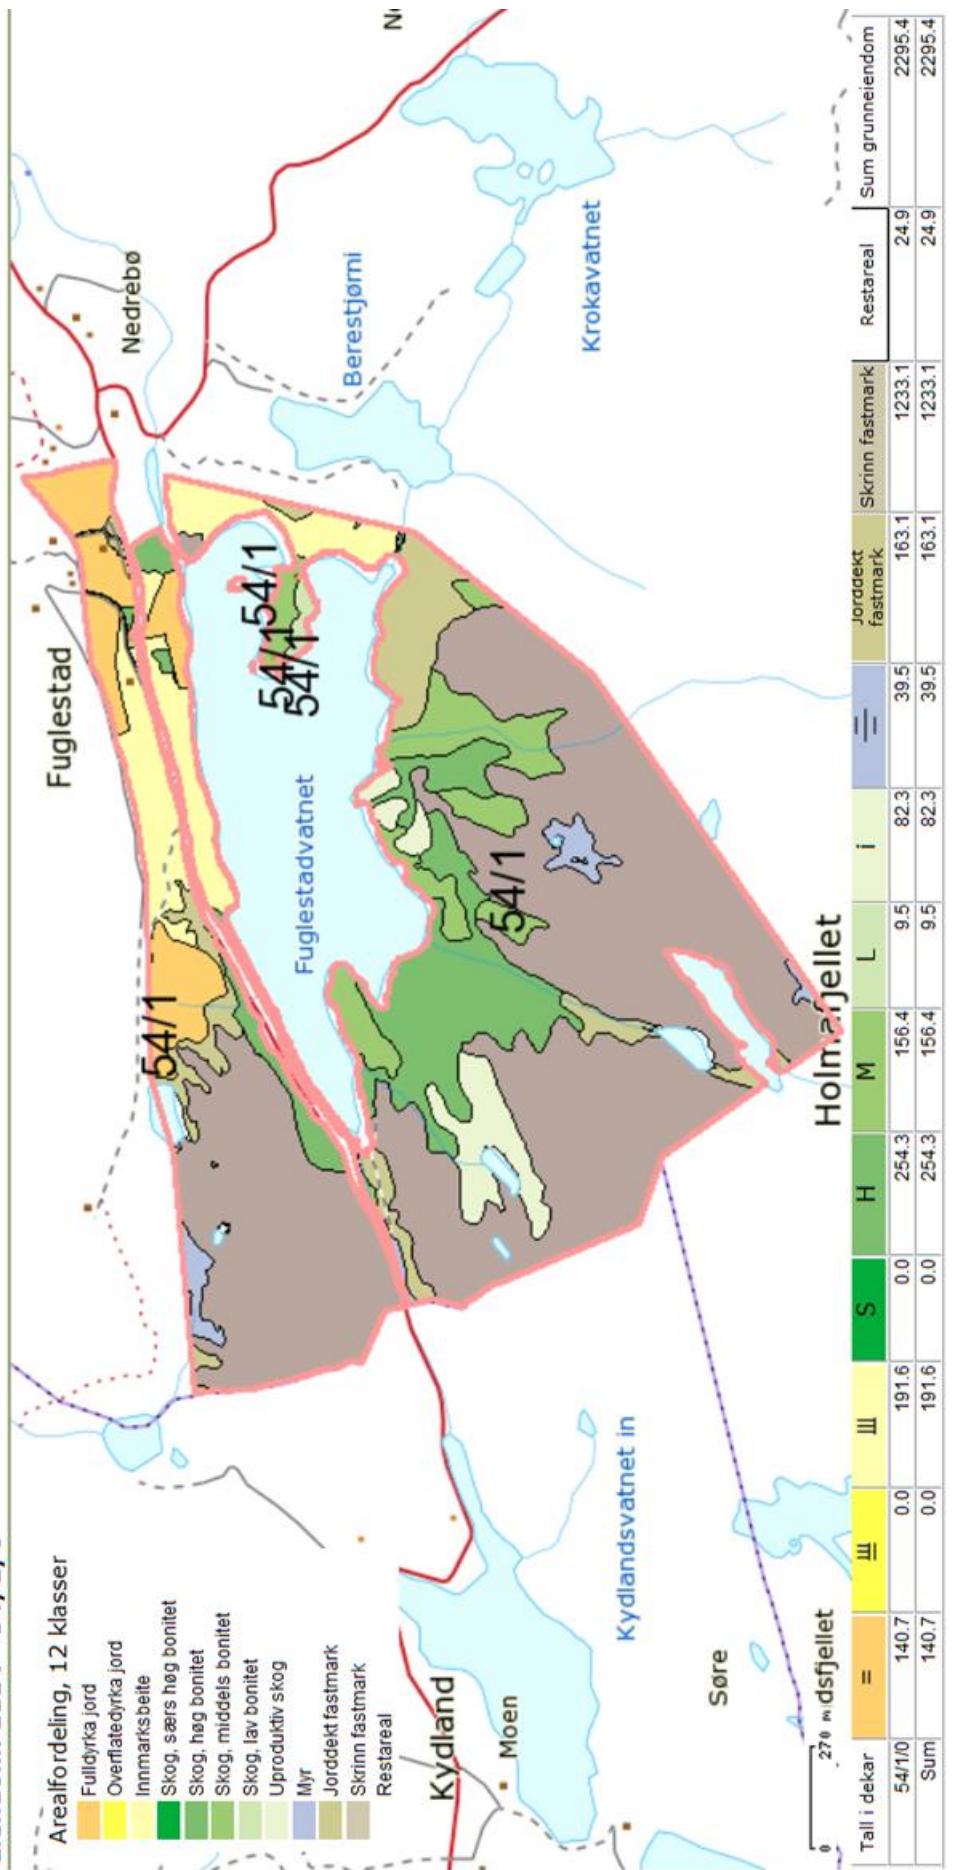 Arealfordeling, 12 klasser
Fulldyrka jord
Overflatedyrka jord
Innmarksbeite
Skog, særs høg bonitet
Skog, høg bonitet
Skog, middels bonitet
Skog, lav bonitet
Uproduktiv skog
Myr
Jorddekt fastmark
Skrinn fastmark
Restareal
Fuglestad
Nedrebø
54/1
54/1
54/1
54/1
54/1
Fuglestadvatnet
Berestjørni
Krokavatnet
Kydland
Moen
Kydlandsvatnet in
Søre
dsfjellet
Holmafjellet
0 270 m
Tall i dekar = S H M L i Jorddekt fastmark Skrinn fastmark Restareal Sum grunneiendom
54/1/0 140.7 0.0 191.6 0.0 254.3 156.4 9.5 82.3 39.5 163.1 1233.1 24.9 2295.4
Sum 140.7 0.0 191.6 0.0 254.3 156.4 9.5 82.3 39.5 163.1 1233.1 24.9 2295.4